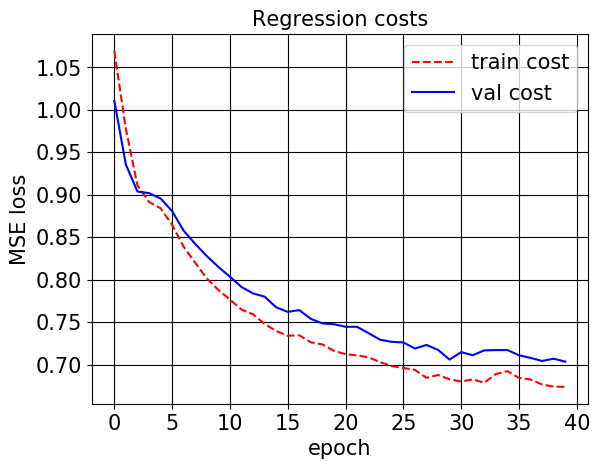 Regression costs
train cost
val cost
MSE loss
1.05
1.00
0.95
0.90
0.85
0.80
0.75
0.70
0 5 10 15 20 25 30 35 40
epoch